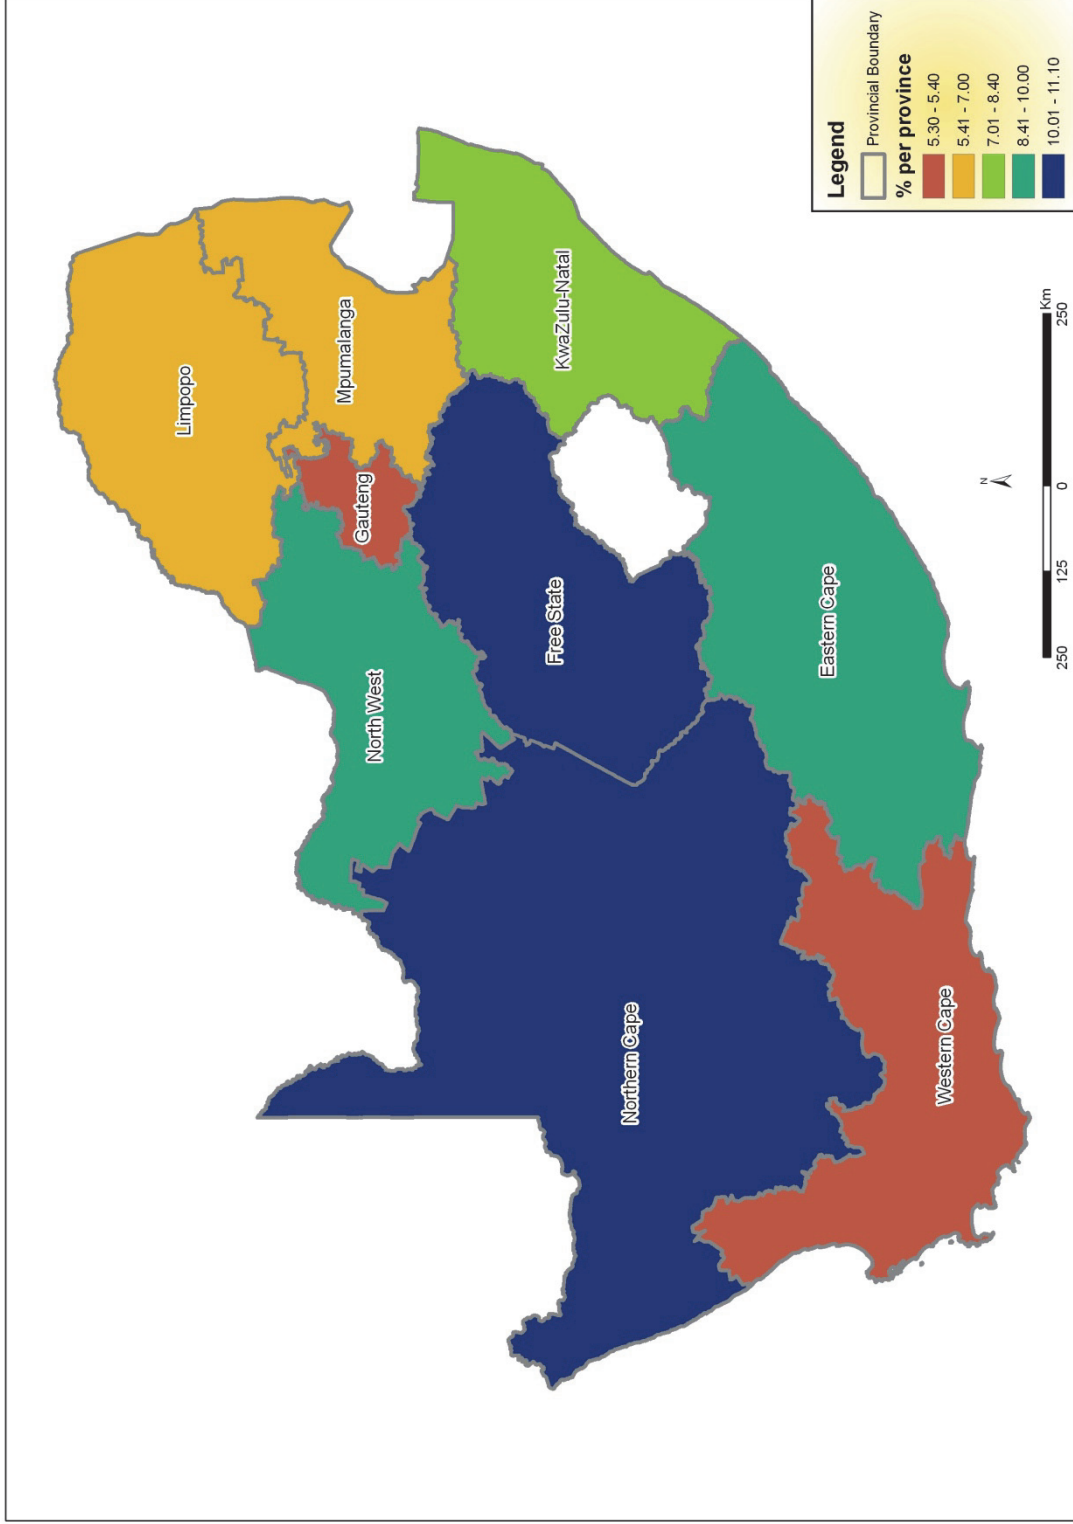 Limpopo
Mpumalanga
Gauteng
North West
KwaZulu-Natal
Free State
Northern Cape
Eastern Cape
Western Cape
N
250
125
0
250
Km
Legend
Provincial Boundary
% per province
5.30 - 5.40
5.41 - 7.00
7.01 - 8.40
8.41 - 10.00
10.01 - 11.10